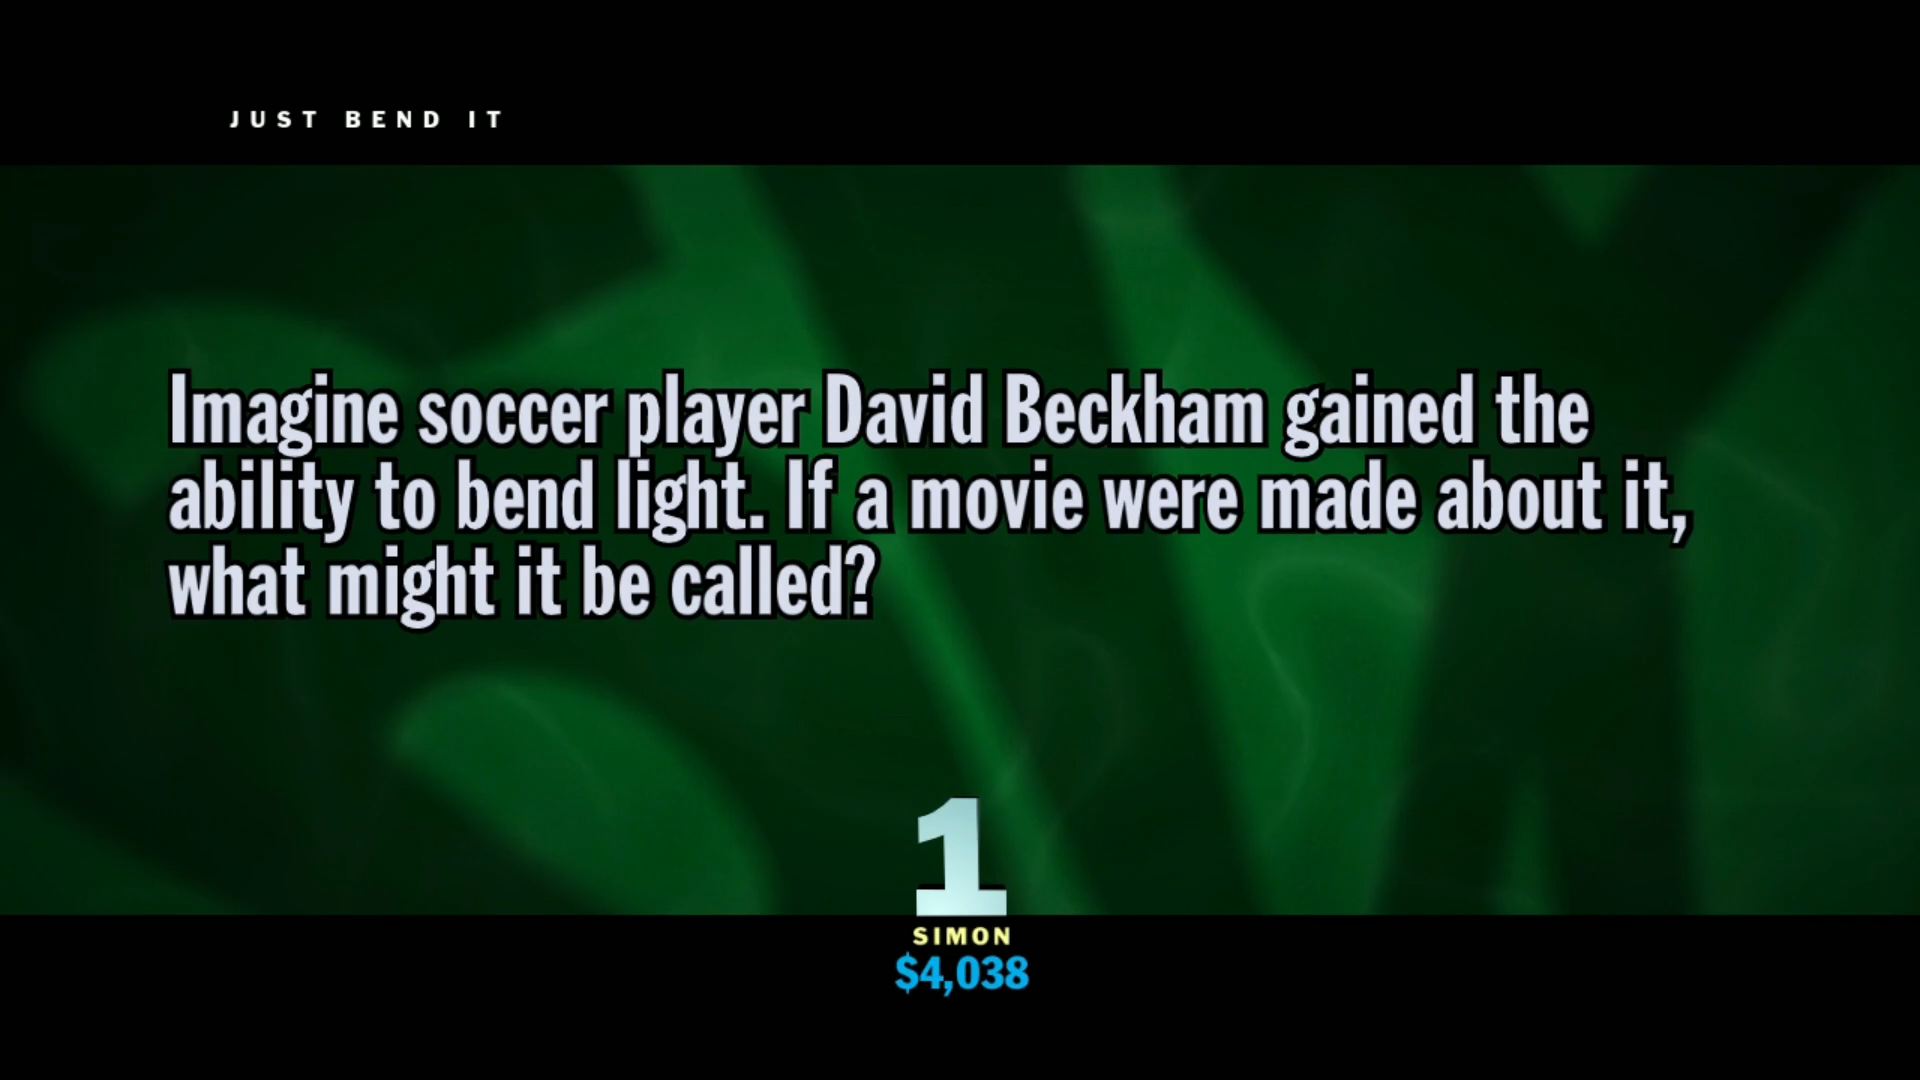 JUST BEND IT
Imagine soccer player David Beckham gained the
ability to bend light. If a movie were made about it,
what might it be called?
1
SIMON
$4,038